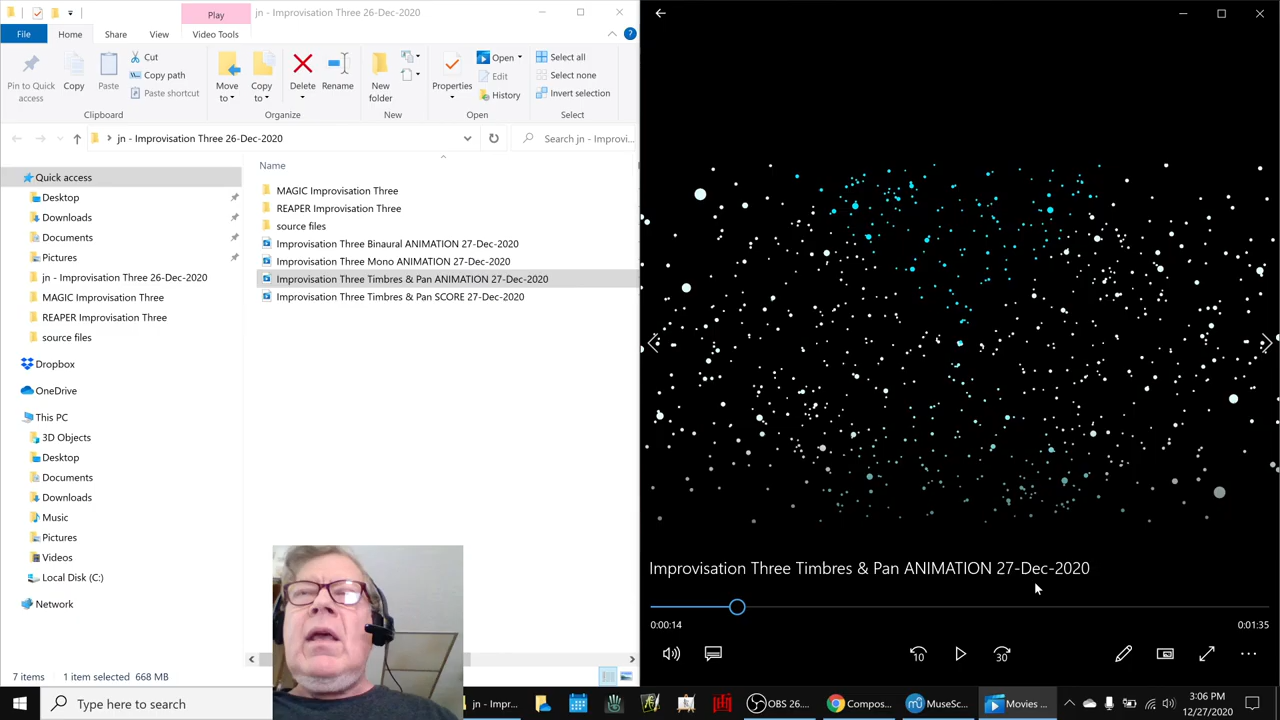 Play
jn - Improvisation Three 26-Dec-2020
File
Home
Share
View
Video Tools
Pin to Quick access
Copy
Paste
Cut
Copy path
Paste shortcut
Clipboard
Move to
Copy to
Delete
Rename
Organize
New folder
New
Properties
Open
Edit
History
Open
Select all
Select none
Invert selection
Select
jn - Improvisation Three 26-Dec-2020
Search jn - Improvi...
Name
Quick access
Desktop
Downloads
Documents
Pictures
jn - Improvisation Three 26-Dec-2020
MAGIC Improvisation Three
REAPER Improvisation Three
source files
Dropbox
OneDrive
This PC
3D Objects
Desktop
Documents
Downloads
Music
Pictures
Videos
Local Disk (C:)
Network
MAGIC Improvisation Three
REAPER Improvisation Three
source files
Improvisation Three Binaural ANIMATION 27-Dec-2020
Improvisation Three Mono ANIMATION 27-Dec-2020
Improvisation Three Timbres & Pan ANIMATION 27-Dec-2020
Improvisation Three Timbres & Pan SCORE 27-Dec-2020
7 items
1 item selected 668 MB
Improvisation Three Timbres & Pan ANIMATION 27-Dec-2020
0:00:14
0:01:35
10
30
Type here to search
jn - Impr...
OBS 26....
Compos...
MuseSc...
Movies ...
3:06 PM
12/27/2020